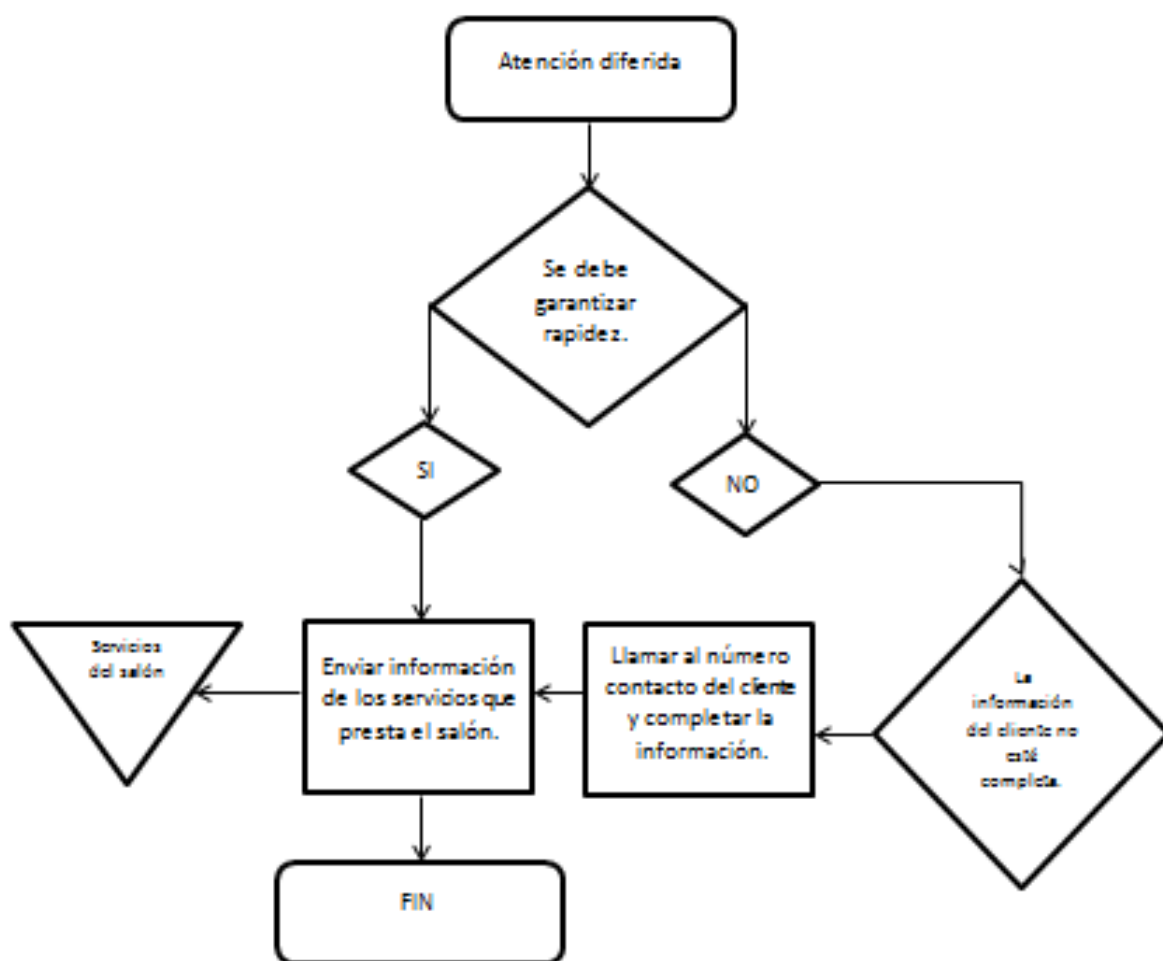 Atención diferida
Se debe
garantizar
rapidez.
SI
NO
Servicios
del salón
Enviar información
de los servicios que
presta el salón.
Llamar al número
contacto del cliente
y completar la
información.
La
información
del cliente no
esté
completa.
FIN